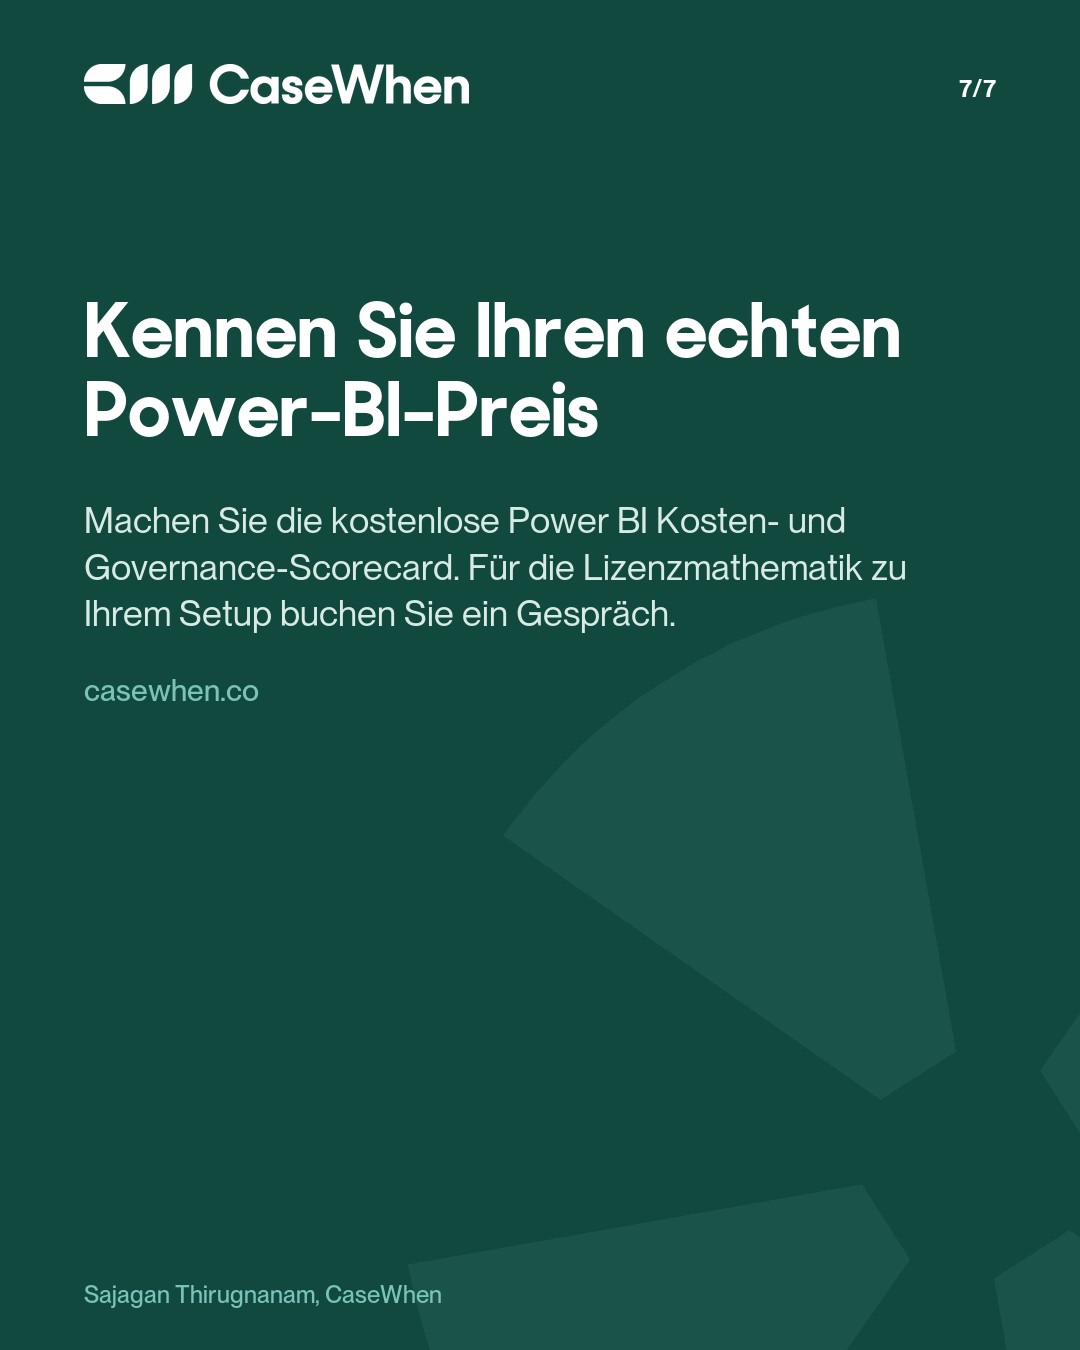 CaseWhen
7/7
Kennen Sie Ihren echten
Power-BI-Preis
Machen Sie die kostenlose Power BI Kosten- und
Governance-Scorecard. Für die Lizenzmathematik zu
Ihrem Setup buchen Sie ein Gespräch.
casewhen.co
Sajagan Thirugnanam, CaseWhen